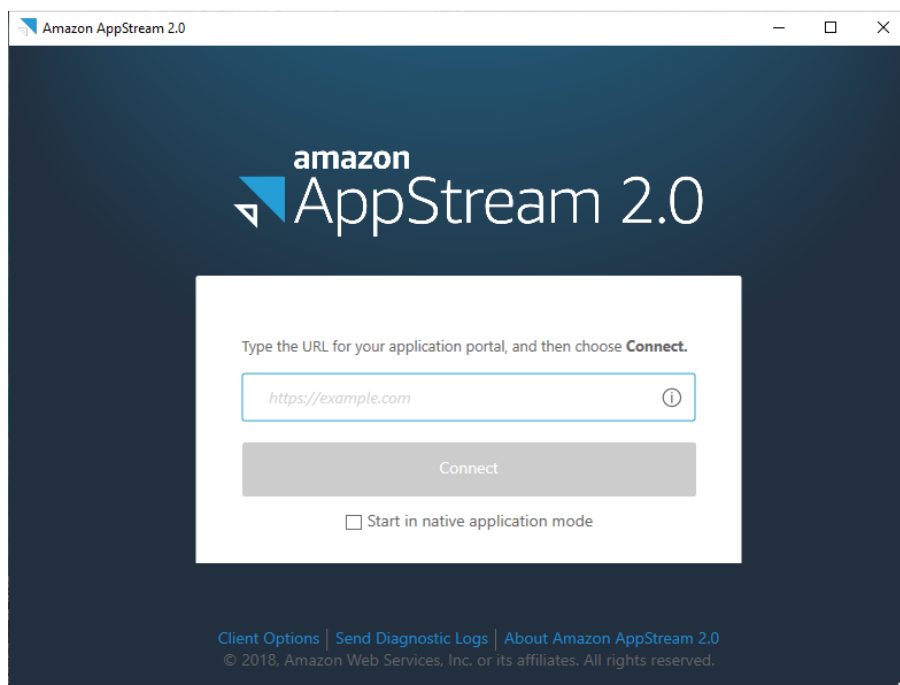 Amazon AppStream 2.0
amazon
AppStream 2.0
Type the URL for your application portal, and then choose Connect.
https://example.com
Connect
Start in native application mode
Client Options | Send Diagnostic Logs | About Amazon AppStream 2.0
© 2018, Amazon Web Services, Inc. or its affiliates. All rights reserved.